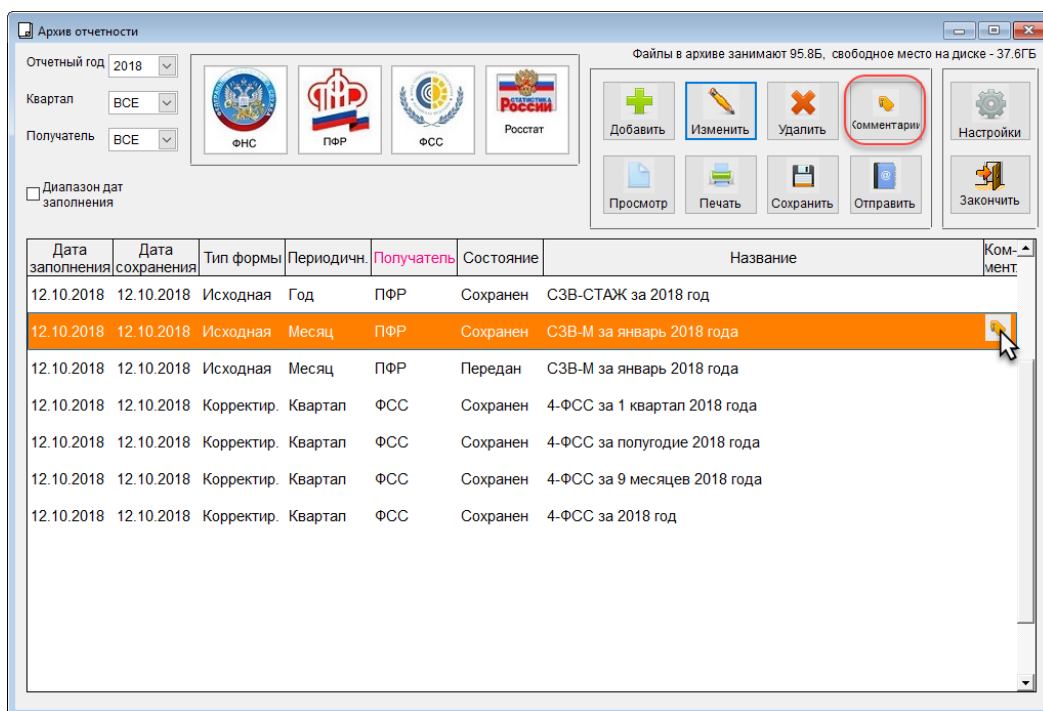 Архив отчетности
Файлы в архиве занимают 95.8Б, свободное место на диске - 37.6ГБ
Отчетный год 2018
Квартал ВСЕ
Получатель ВСЕ
Диапазон дат
заполнения
ФНС ПФР ФСС
СТАТИСТИКА
России
Росстат
Добавить Изменить Удалить Комментарии Настройки
Просмотр Печать Сохранить Отправить Закончить
Дата заполнения Дата сохранения Тип формы Периодичн. Получатель Состояние Название Ком-мент.
12.10.2018 12.10.2018 Исходная Год ПФР Сохранен СЗВ-СТАЖ за 2018 год
12.10.2018 12.10.2018 Исходная Месяц ПФР Сохранен СЗВ-М за январь 2018 года
12.10.2018 12.10.2018 Исходная Месяц ПФР Передан СЗВ-М за январь 2018 года
12.10.2018 12.10.2018 Корректир. Квартал ФСС Сохранен 4-ФСС за 1 квартал 2018 года
12.10.2018 12.10.2018 Корректир. Квартал ФСС Сохранен 4-ФСС за полугодие 2018 года
12.10.2018 12.10.2018 Корректир. Квартал ФСС Сохранен 4-ФСС за 9 месяцев 2018 года
12.10.2018 12.10.2018 Корректир. Квартал ФСС Сохранен 4-ФСС за 2018 год